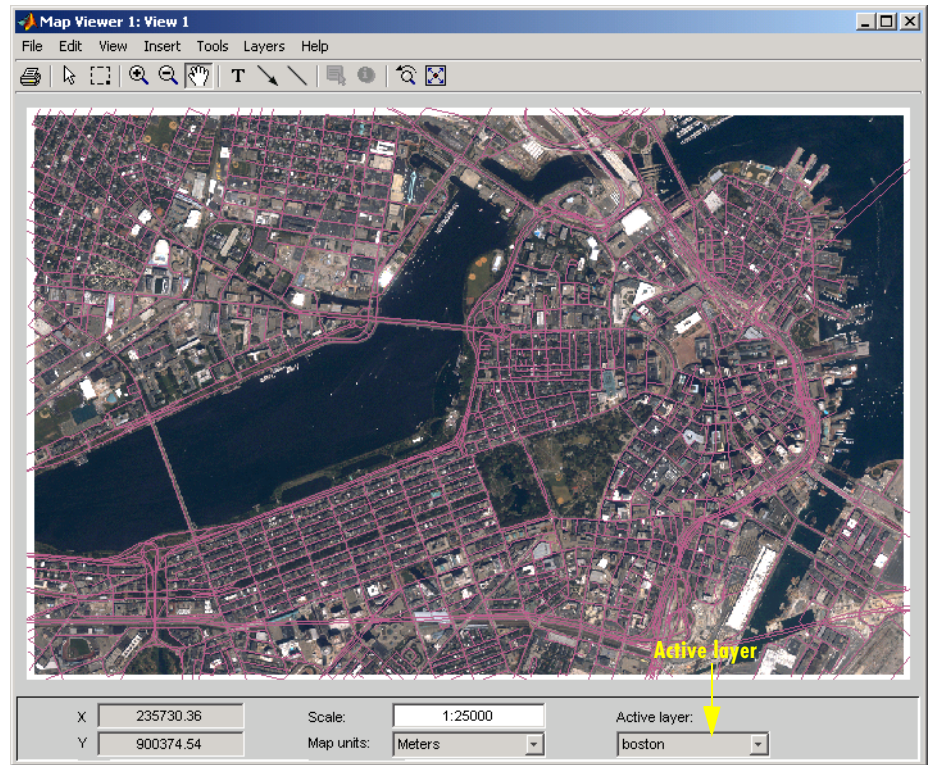 Map Viewer 1: View 1
File Edit View Insert Tools Layers Help
T
Active layer
X 235730.36 Scale: 1:25000 Active layer:
Y 900374.54 Map units: Meters boston